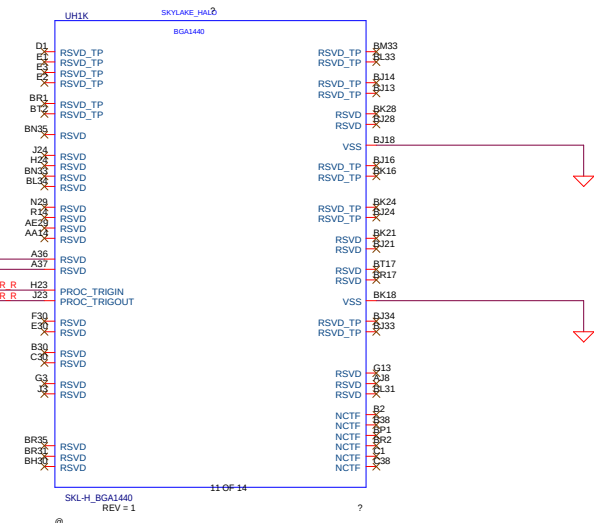 UH1K SKYLAKE_HALO ?
BGA1440
D1 RSVD_TP RSVD_TP BM33
E1 RSVD_TP RSVD_TP BL33
E3 RSVD_TP
E2 RSVD_TP RSVD_TP BJ14
RSVD_TP BJ13
BR1 RSVD_TP
BT2 RSVD_TP RSVD BK28
RSVD BJ28
BN35 RSVD
VSS BJ18
J24 RSVD
H24 RSVD RSVD_TP BJ16
BN33 RSVD RSVD_TP BK16
BL34 RSVD
N29 RSVD RSVD_TP BK24
R14 RSVD RSVD_TP BJ24
AE29 RSVD
AA14 RSVD RSVD BK21
RSVD BJ21
A36 RSVD
A37 RSVD RSVD BT17
RSVD BR17
R_R H23 PROC_TRIGIN
R_R J23 PROC_TRIGOUT VSS BK18
F30 RSVD RSVD_TP BJ34
E30 RSVD RSVD_TP BJ33
B30 RSVD
C30 RSVD
RSVD G13
G3 RSVD RSVD AJ8
J3 RSVD RSVD BL31
NCTF B2
NCTF B38
NCTF BP1
BR35 RSVD NCTF BR2
BR31 RSVD NCTF C1
BH30 RSVD NCTF C38
11 OF 14
SKL-H_BGA1440
REV = 1 ?
@